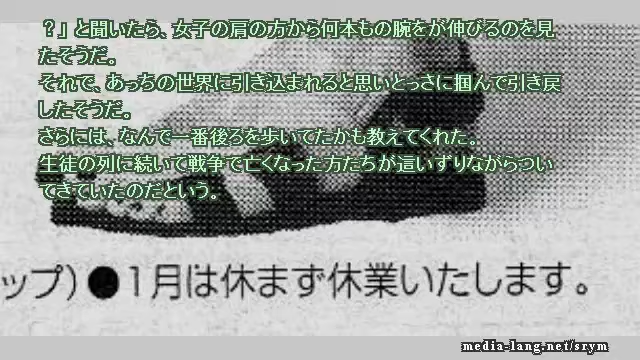 ？」と聞いたら、女子の肩の方から何本もの腕をが伸びるのを見
たそうだ。
それで、あっちの世界に引き込まれると思いとっさに掴んで引き戻
したそうだ。
さらには、なんで一番後ろを歩いてたかも教えてくれた。
生徒の列に続いて戦争で亡くなった方たちが這いずりながらつい
てきていたのだという。
ップ)●1月は休まず休業いたします。
media-lang.net/srym